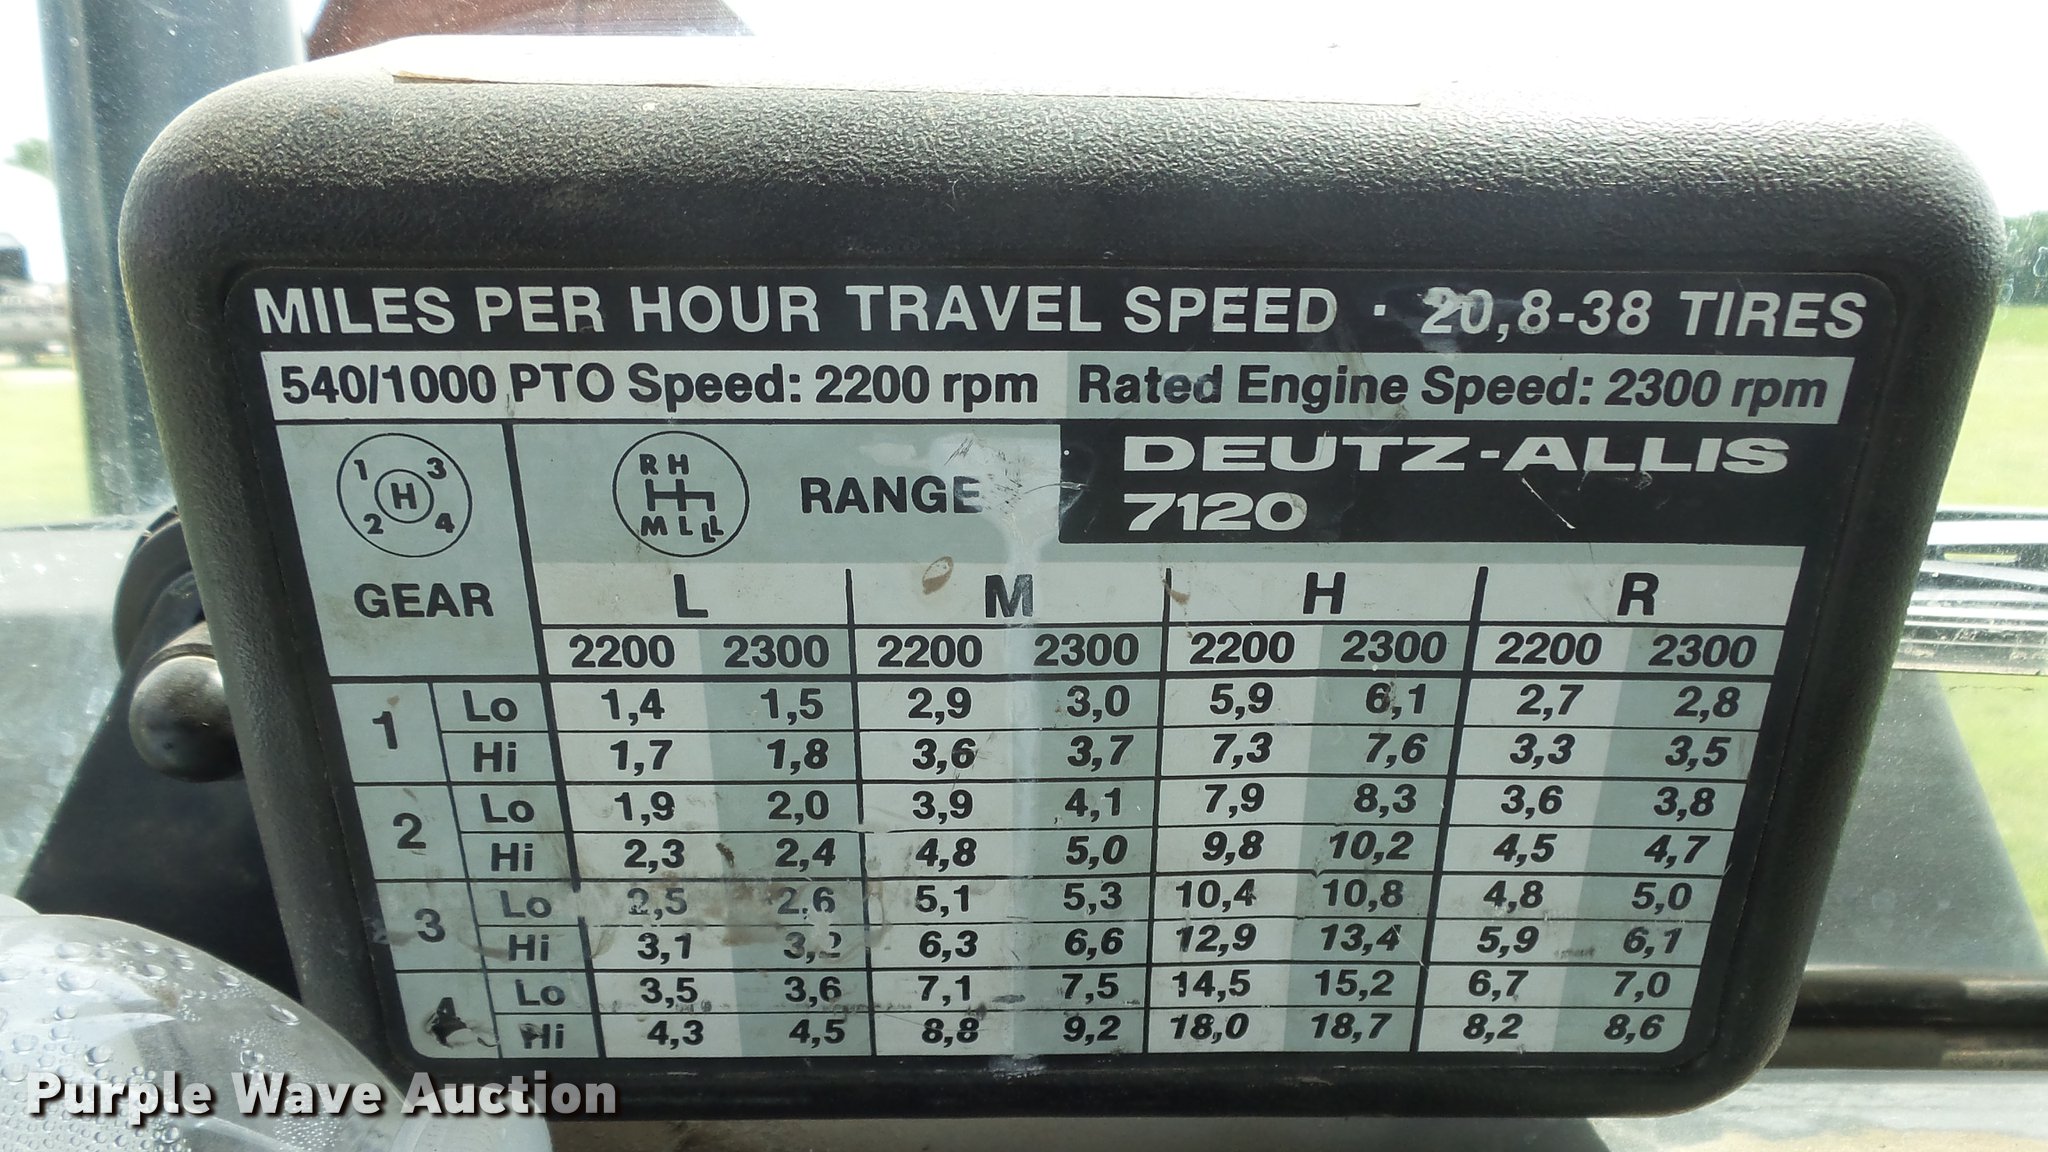 MILES PER HOUR TRAVEL SPEED · 20,8-38 TIRES
540/1000 PTO Speed: 2200 rpm Rated Engine Speed: 2300 rpm
1 3
H
2 4
GEAR
R H
M L LL
RANGE
DEUTZ-ALLIS
7120
L M H R
2200 2300 2200 2300 2200 2300 2200 2300
1 Lo 1,4 1,5 2,9 3,0 5,9 6,1 2,7 2,8
Hi 1,7 1,8 3,6 3,7 7,3 7,6 3,3 3,5
2 Lo 1,9 2,0 3,9 4,1 7,9 8,3 3,6 3,8
Hi 2,3 2,4 4,8 5,0 9,8 10,2 4,5 4,7
3 Lo 2,5 2,6 5,1 5,3 10,4 10,8 4,8 5,0
Hi 3,1 3,2 6,3 6,6 12,9 13,4 5,9 6,1
4 Lo 3,5 3,6 7,1 7,5 14,5 15,2 6,7 7,0
Hi 4,3 4,5 8,8 9,2 18,0 18,7 8,2 8,6
Purple Wave Auction